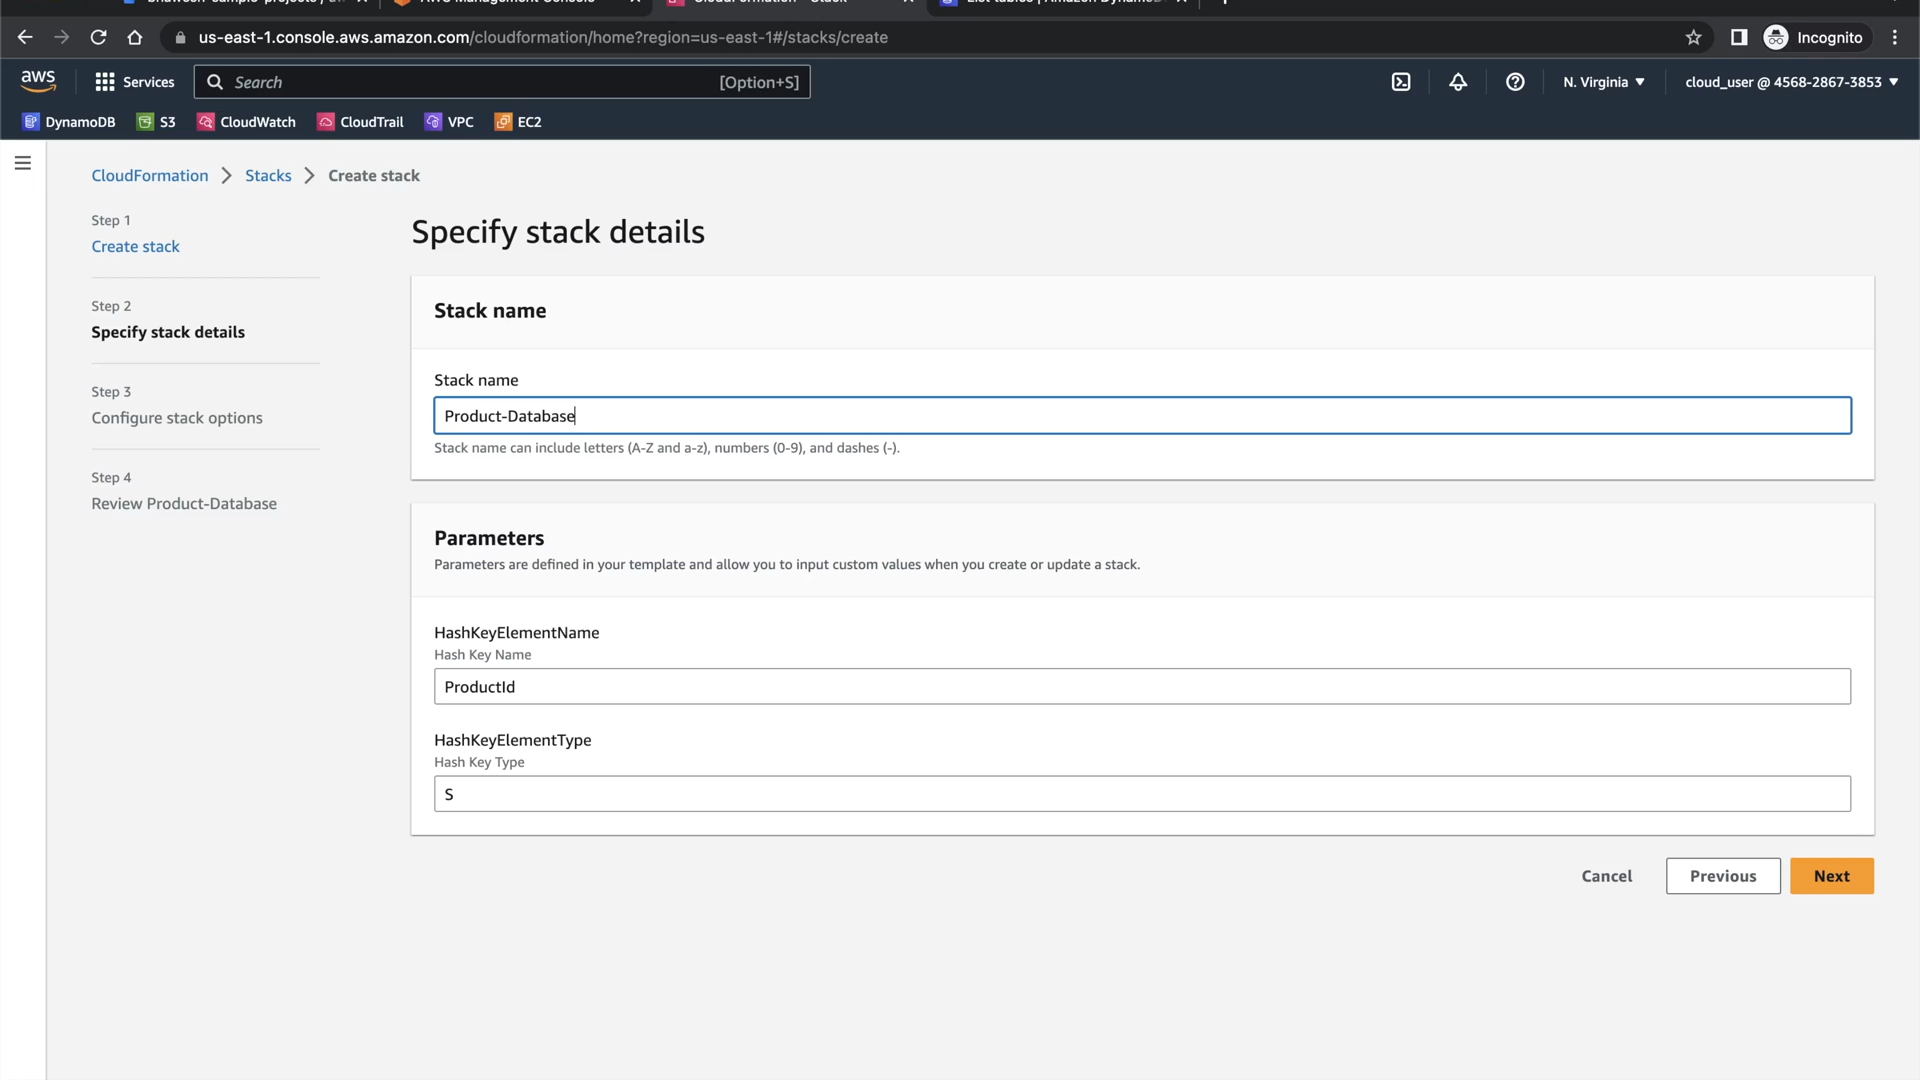 us-east-1.console.aws.amazon.com/cloudformation/home?region=us-east-1#/stacks/create
Incognito
aws
Services
Search
[Option+S]
N. Virginia
cloud_user @ 4568-2867-3853
DynamoDB
S3
CloudWatch
CloudTrail
VPC
EC2
CloudFormation
Stacks
Create stack
Step 1
Create stack
Step 2
Specify stack details
Step 3
Configure stack options
Step 4
Review Product-Database
Specify stack details
Stack name
Stack name
Product-Database
Stack name can include letters (A-Z and a-z), numbers (0-9), and dashes (-).
Parameters
Parameters are defined in your template and allow you to input custom values when you create or update a stack.
HashKeyElementName
Hash Key Name
ProductId
HashKeyElementType
Hash Key Type
S
Cancel
Previous
Next